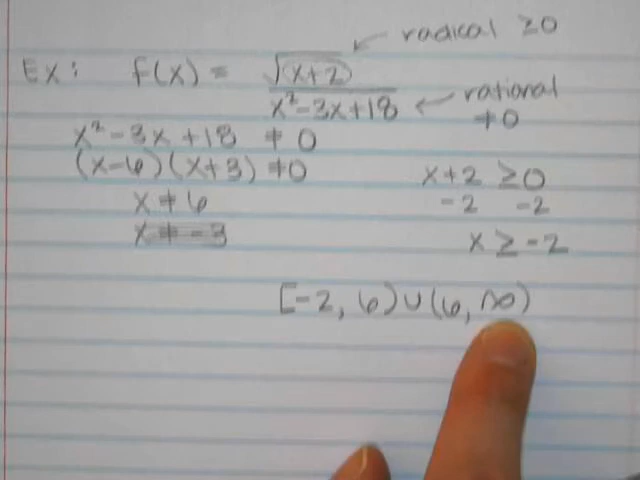 radical ≥0
Ex: f(x) = √(x+2)
x²-3x+18 ← rational
≠0
x²-3x+18 ≠ 0
(x-6)(x+3) ≠0
x+2 ≥0
x ≠ 6
-2 -2
x ≠ -3
x ≥ -2
[-2, 6) ∪ (6, ∞)